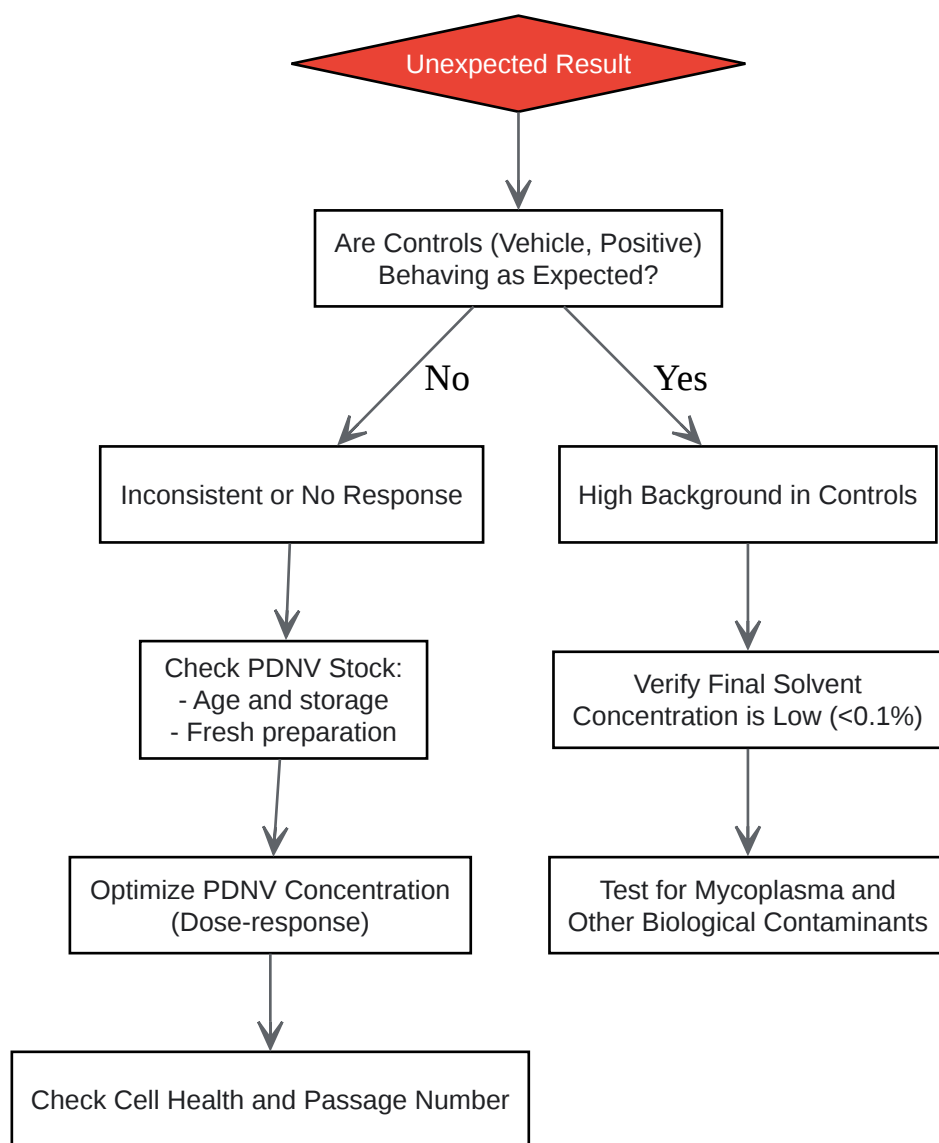 Unexpected Result
Are Controls (Vehicle, Positive)
Behaving as Expected?
No
Yes
Inconsistent or No Response
High Background in Controls
Check PDNV Stock:
- Age and storage
- Fresh preparation
Verify Final Solvent
Concentration is Low (<0.1%)
Optimize PDNV Concentration
(Dose-response)
Test for Mycoplasma and
Other Biological Contaminants
Check Cell Health and Passage Number